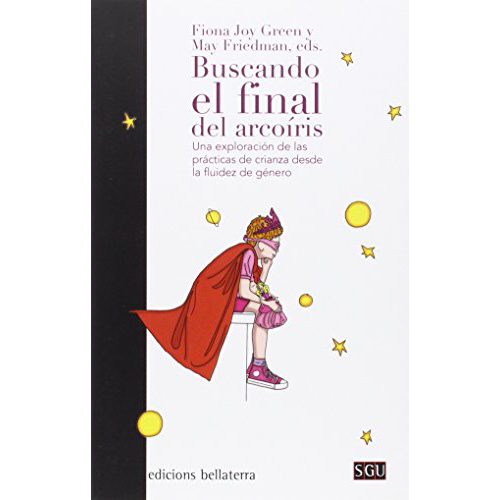 Fiona Joy Green y
May Friedman, eds.
Buscando
el final
del arcoíris
Una exploración de las
prácticas de crianza desde
la fluidez de género
edicions bellaterra
SGU